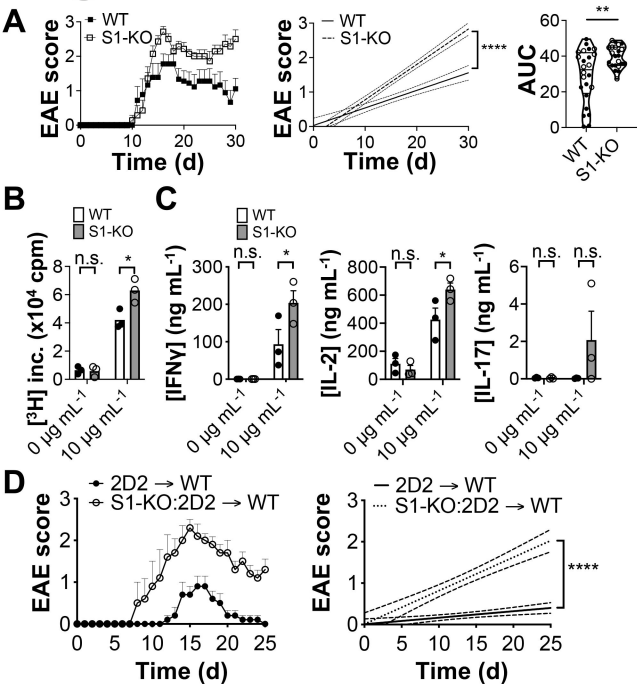 A
WT
S1-KO
EAE score
3
2
1
0
0 10 20 30
Time (d)
WT
S1-KO
EAE score
3
2
1
0
0 10 20 30
Time (d)
****
**
AUC
60
40
20
0
WT
S1-KO
B
WT
S1-KO
[³H] inc. (x10⁴ cpm)
8
6
4
2
0
n.s.
*
0 µg mL⁻¹
10 µg mL⁻¹
C
WT
S1-KO
[IFNγ] (ng mL⁻¹)
300
200
100
0
n.s.
*
0 µg mL⁻¹
10 µg mL⁻¹
[IL-2] (ng mL⁻¹)
800
600
400
200
0
n.s.
*
0 µg mL⁻¹
10 µg mL⁻¹
[IL-17] (ng mL⁻¹)
6
4
2
0
n.s.
n.s.
0 µg mL⁻¹
10 µg mL⁻¹
D
2D2 → WT
S1-KO:2D2 → WT
EAE score
3
2
1
0
0 5 10 15 20 25
Time (d)
2D2 → WT
S1-KO:2D2 → WT
EAE score
3
2
1
0
0 5 10 15 20 25
Time (d)
****